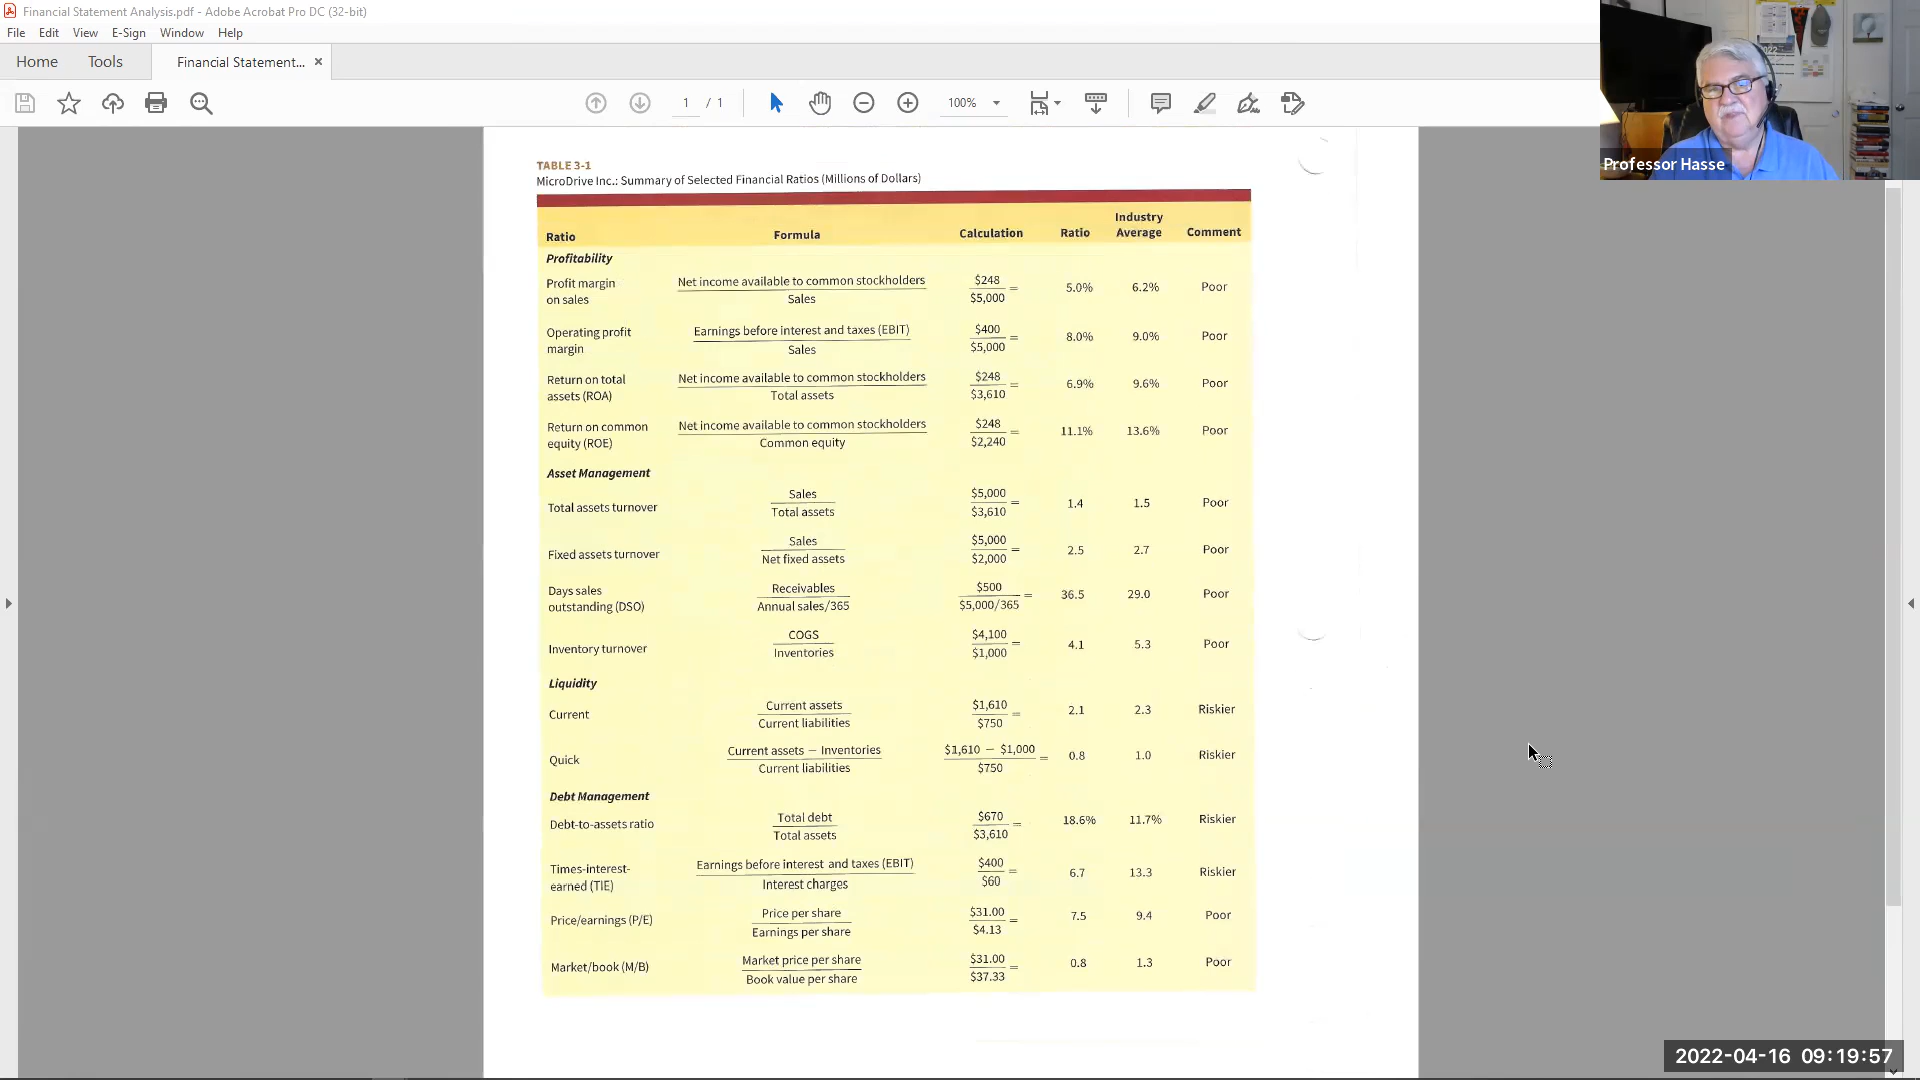 Financial Statement Analysis.pdf - Adobe Acrobat Pro DC (32-bit)
File Edit View E-Sign Window Help
Home Tools Financial Statement... ×
1 / 1 100%
Professor Hasse
TABLE 3-1
MicroDrive Inc.: Summary of Selected Financial Ratios (Millions of Dollars)
Industry
Ratio Formula Calculation Ratio Average Comment
Profitability
Profit margin Net income available to common stockholders $248
on sales Sales $5,000 = 5.0% 6.2% Poor
Operating profit Earnings before interest and taxes (EBIT) $400
margin Sales $5,000 = 8.0% 9.0% Poor
Return on total Net income available to common stockholders $248
assets (ROA) Total assets $3,610 = 6.9% 9.6% Poor
Return on common Net income available to common stockholders $248
equity (ROE) Common equity $2,240 = 11.1% 13.6% Poor
Asset Management
Sales $5,000
Total assets turnover Total assets $3,610 = 1.4 1.5 Poor
Sales $5,000
Fixed assets turnover Net fixed assets $2,000 = 2.5 2.7 Poor
Days sales Receivables $500
outstanding (DSO) Annual sales/365 $5,000/365 = 36.5 29.0 Poor
COGS $4,100
Inventory turnover Inventories $1,000 = 4.1 5.3 Poor
Liquidity
Current assets $1,610
Current Current liabilities $750 = 2.1 2.3 Riskier
Current assets − Inventories $1,610 − $1,000
Quick Current liabilities $750 = 0.8 1.0 Riskier
Debt Management
Total debt $670
Debt-to-assets ratio Total assets $3,610 = 18.6% 11.7% Riskier
Times-interest- Earnings before interest and taxes (EBIT) $400
earned (TIE) Interest charges $60 = 6.7 13.3 Riskier
Price per share $31.00
Price/earnings (P/E) Earnings per share $4.13 = 7.5 9.4 Poor
Market price per share $31.00
Market/book (M/B) Book value per share $37.33 = 0.8 1.3 Poor
2022-04-16 09:19:57